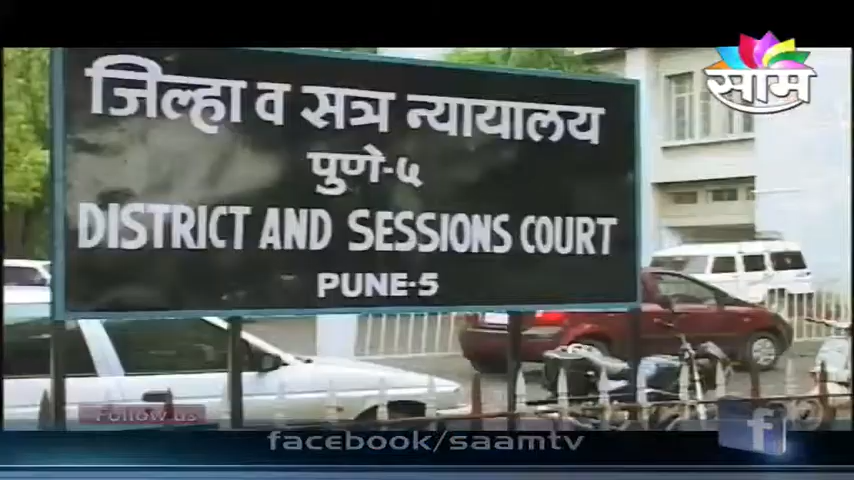 साम
जिल्हा व सत्र न्यायालय
पुणे-५
DISTRICT AND SESSIONS COURT
PUNE-5
Follow us
facebook/saamtv
f